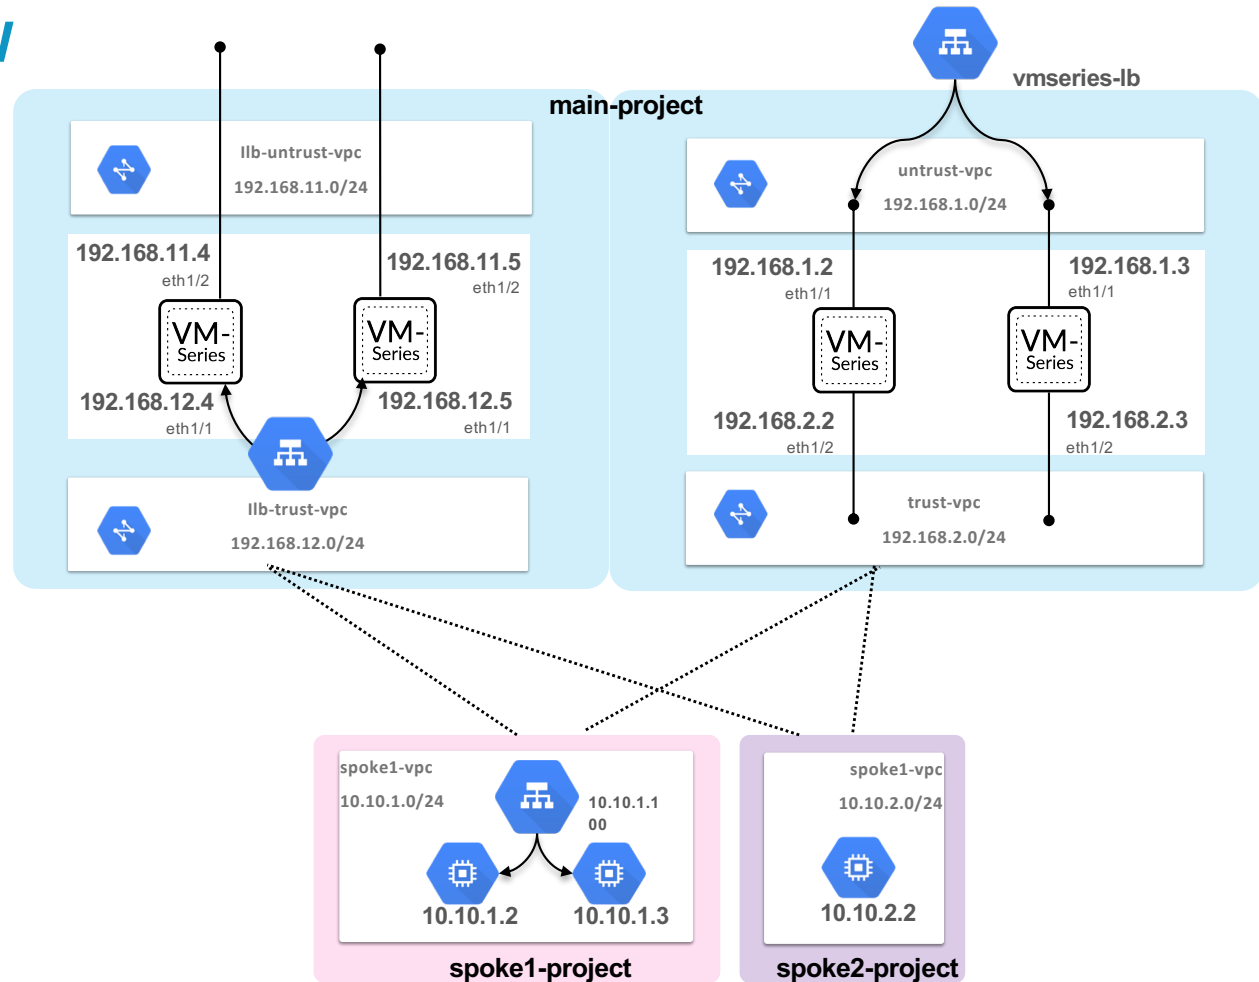 main-project
vmseries-lb
Ilb-untrust-vpc
192.168.11.0/24
192.168.11.4
eth1/2
192.168.11.5
eth1/2
VM-
Series
VM-
Series
192.168.12.4
eth1/1
192.168.12.5
eth1/1
Ilb-trust-vpc
192.168.12.0/24
untrust-vpc
192.168.1.0/24
192.168.1.2
eth1/1
192.168.1.3
eth1/1
VM-
Series
VM-
Series
192.168.2.2
eth1/2
192.168.2.3
eth1/2
trust-vpc
192.168.2.0/24
spoke1-vpc
10.10.1.0/24
10.10.1.1
00
10.10.1.2
10.10.1.3
spoke1-project
spoke1-vpc
10.10.2.0/24
10.10.2.2
spoke2-project